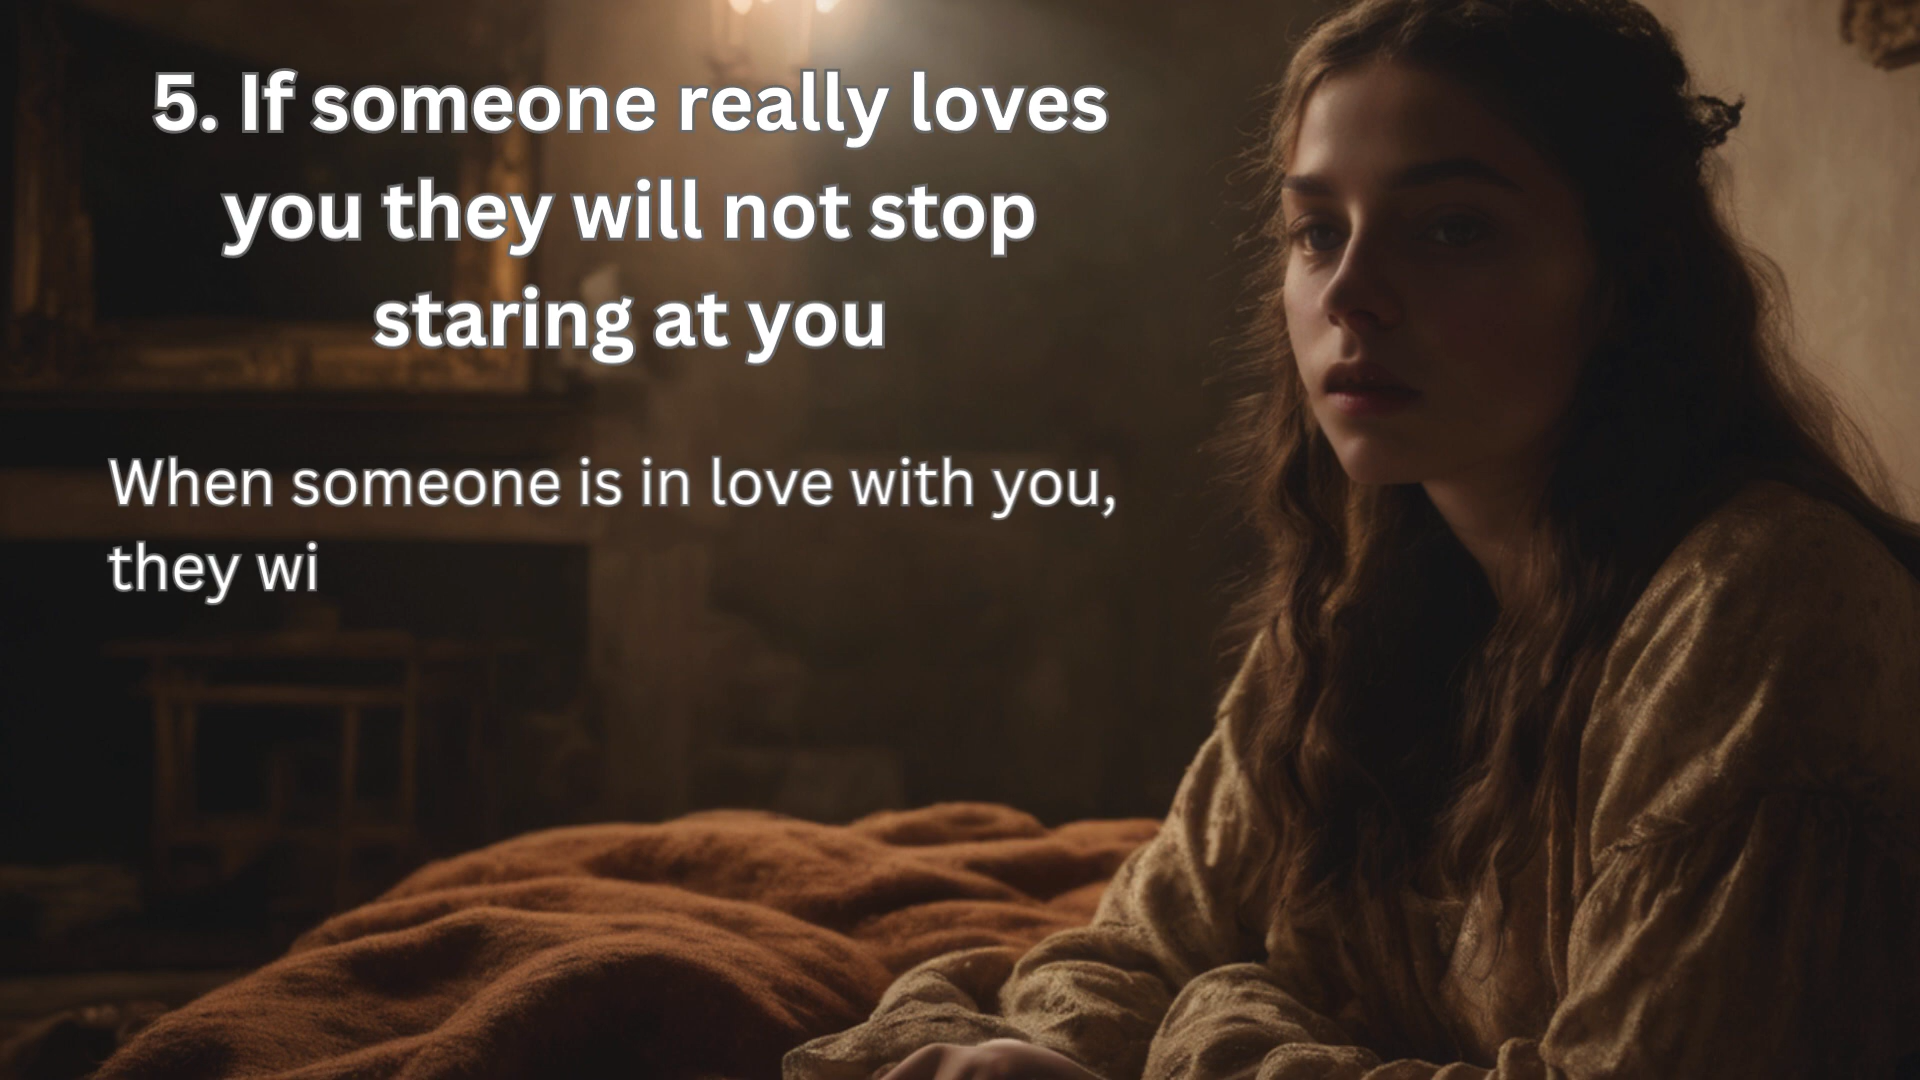 5. If someone really loves
you they will not stop
staring at you
When someone is in love with you,
they wi